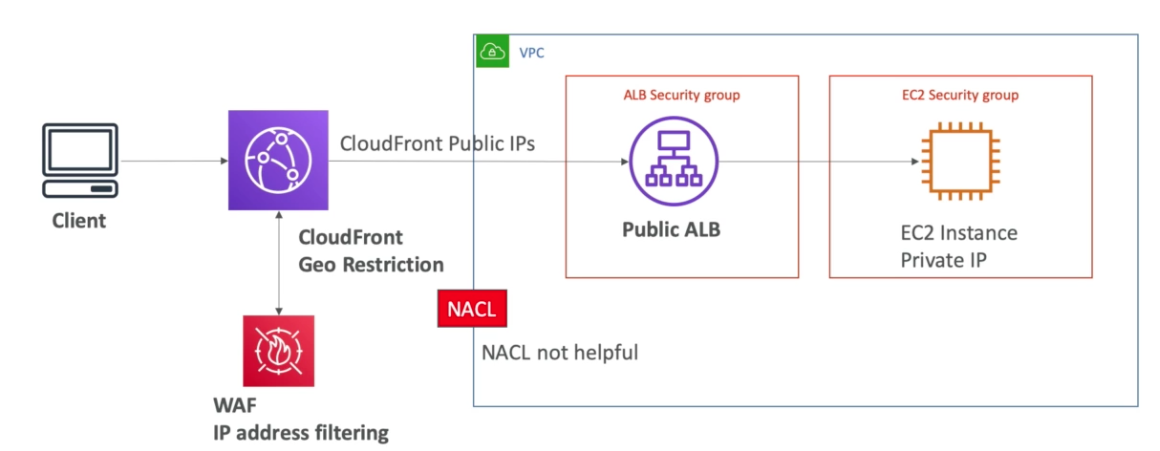 VPC
ALB Security group
EC2 Security group
CloudFront Public IPs
Client
Public ALB
EC2 Instance
Private IP
CloudFront
Geo Restriction
NACL
NACL not helpful
WAF
IP address filtering